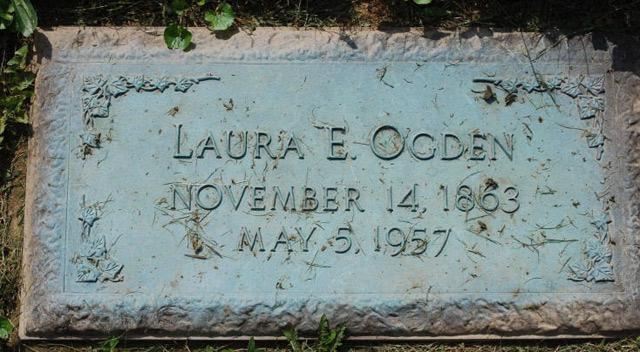 LAURA E. OGDEN
NOVEMBER 14, 1863
MAY 5, 1957